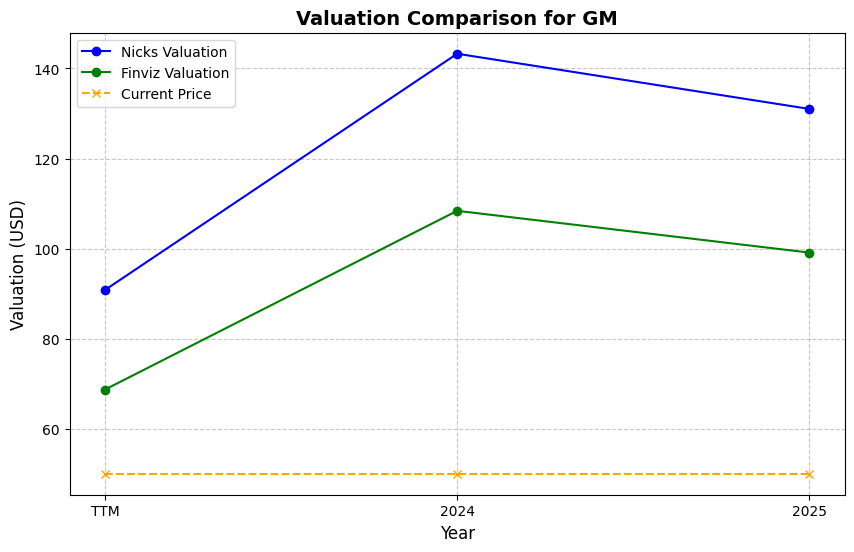 Valuation Comparison for GM
Nicks Valuation
Finviz Valuation
Current Price
Valuation (USD)
140
120
100
80
60
TTM
2024
2025
Year